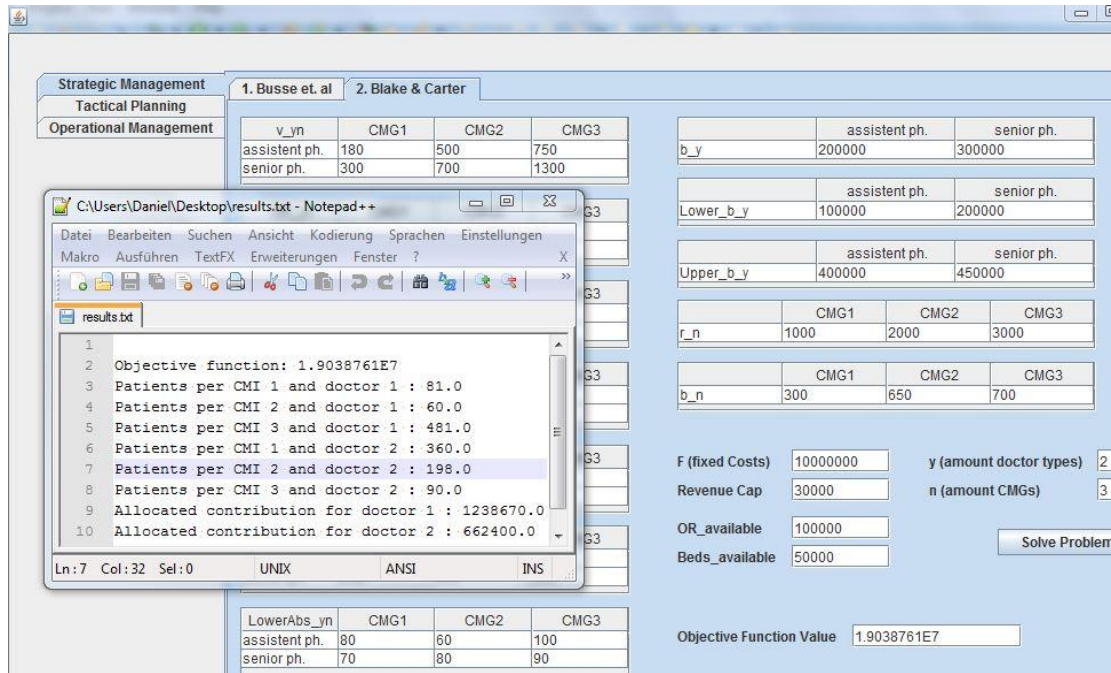 Strategic Management
Tactical Planning
Operational Management
1. Busse et. al 2. Blake & Carter
v_yn CMG1 CMG2 CMG3
assistent ph. 180 500 750
senior ph. 300 700 1300
C:\Users\Daniel\Desktop\results.txt - Notepad++
Datei Bearbeiten Suchen Ansicht Kodierung Sprachen Einstellungen
Makro Ausführen TextFX Erweiterungen Fenster ? X
results.txt
1
2 Objective function: 1.9038761E7
3 Patients per CMI 1 and doctor 1 : 81.0
4 Patients per CMI 2 and doctor 1 : 60.0
5 Patients per CMI 3 and doctor 1 : 481.0
6 Patients per CMI 1 and doctor 2 : 360.0
7 Patients per CMI 2 and doctor 2 : 198.0
8 Patients per CMI 3 and doctor 2 : 90.0
9 Allocated contribution for doctor 1 : 1238670.0
10 Allocated contribution for doctor 2 : 662400.0
Ln:7 Col:32 Sel:0 UNIX ANSI INS
G3
G3
G3
G3
G3
LowerAbs_yn CMG1 CMG2 CMG3
assistent ph. 80 60 100
senior ph. 70 80 90
assistent ph. senior ph.
b_y 200000 300000
assistent ph. senior ph.
Lower_b_y 100000 200000
assistent ph. senior ph.
Upper_b_y 400000 450000
CMG1 CMG2 CMG3
r_n 1000 2000 3000
CMG1 CMG2 CMG3
b_n 300 650 700
F (fixed Costs) 10000000 y (amount doctor types) 2
Revenue Cap 30000 n (amount CMGs) 3
OR_available 100000
Beds_available 50000
Solve Problem
Objective Function Value 1.9038761E7